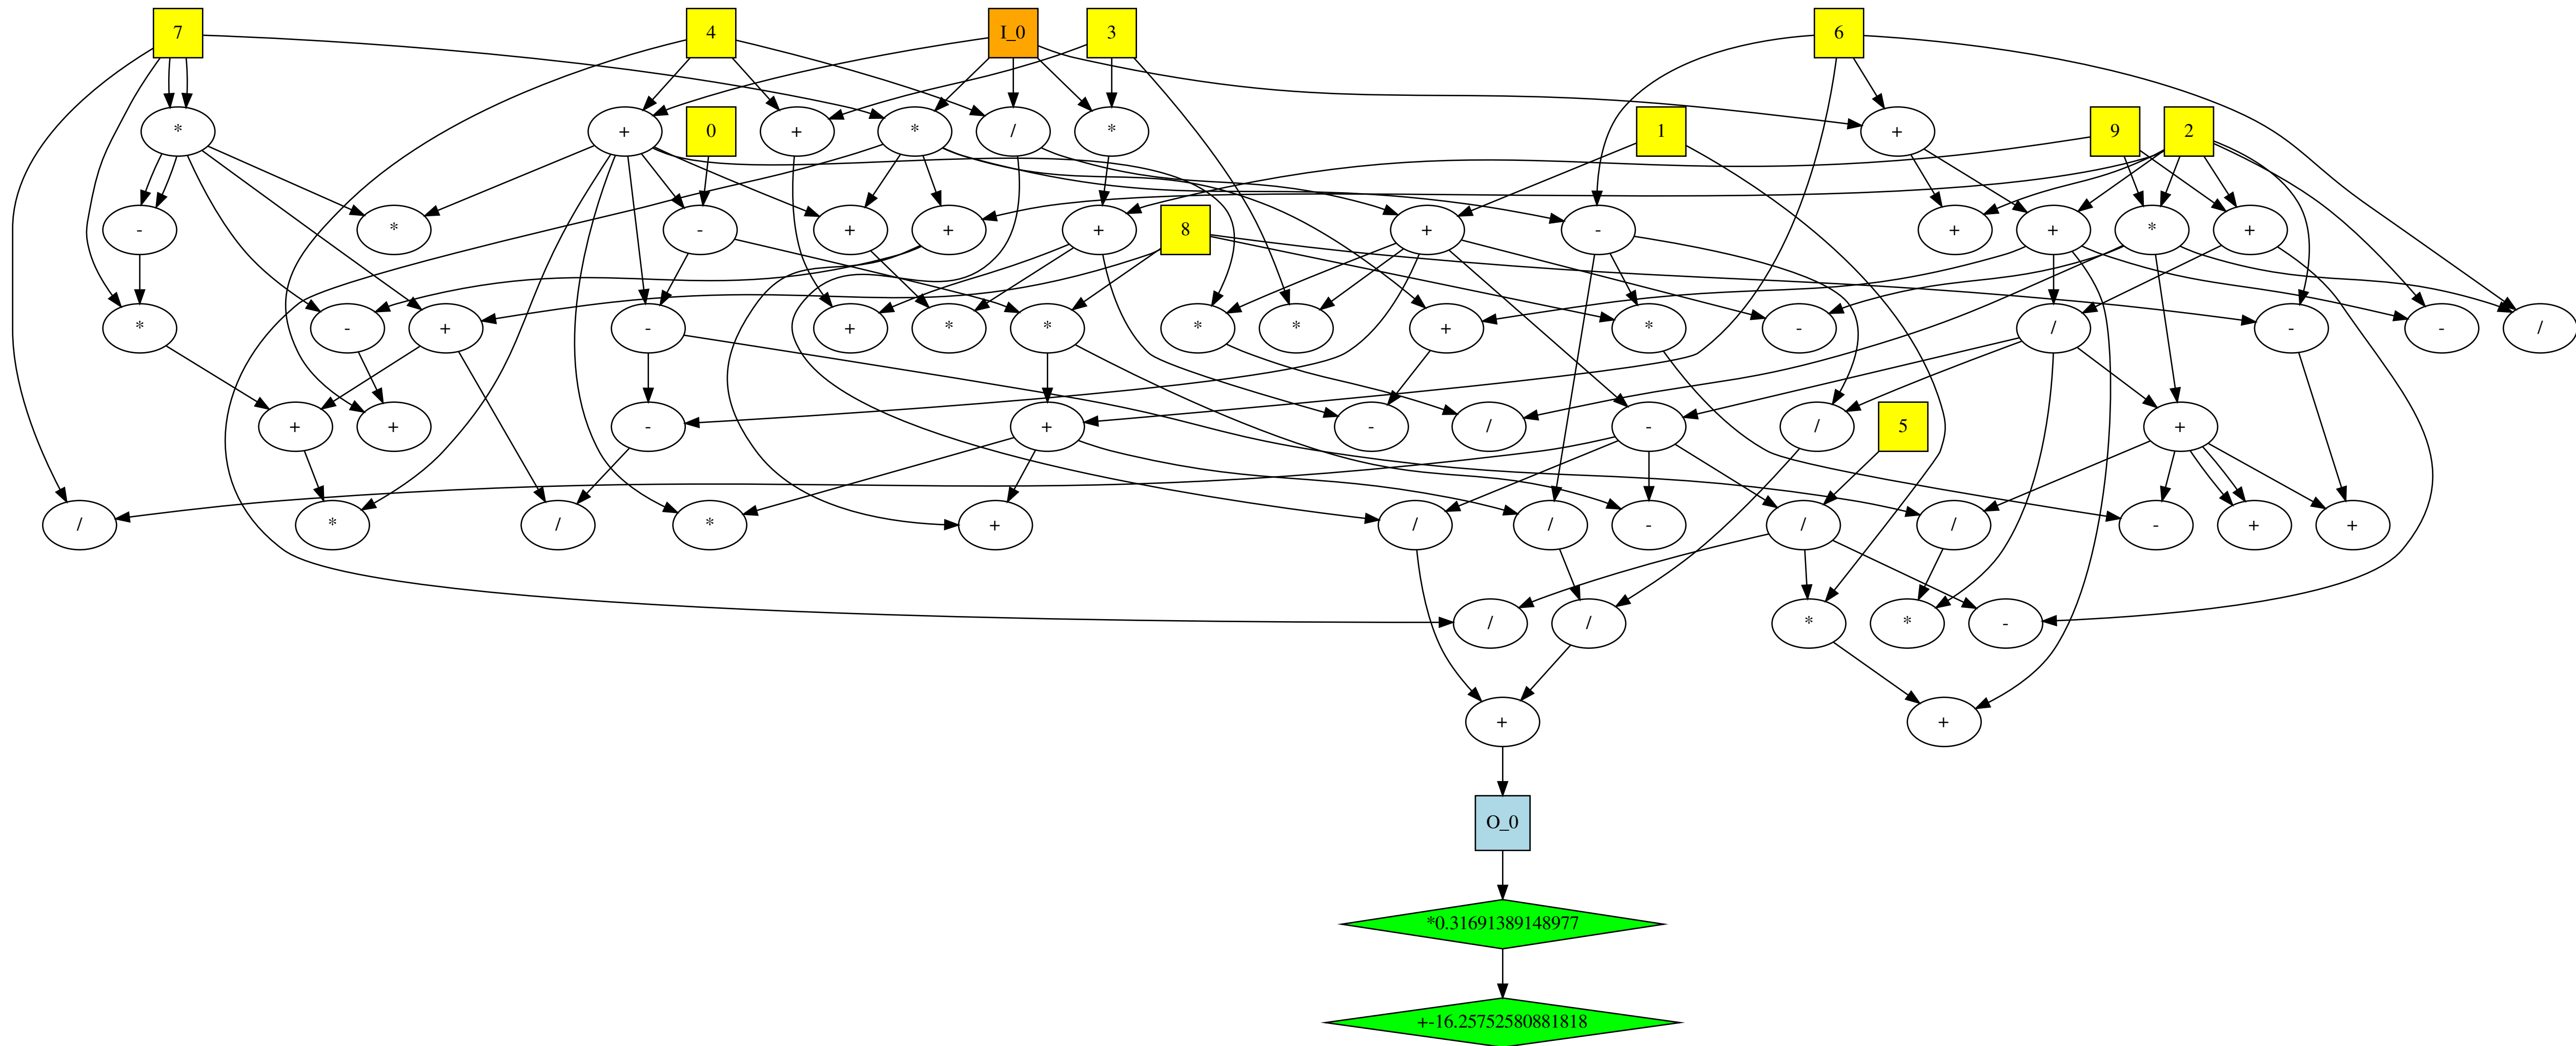 7 4 I_0 3 6
* + 0 + * / * 1 + 9 2
- * - + + + 8 + - + + * +
* - + - + * * * * + * - / - - /
+ + - + - / - / 5 +
/ * / * + / / - / / - + +
/ / * * -
+ +
O_0
*0.31691389148977
+-16.25752580881818